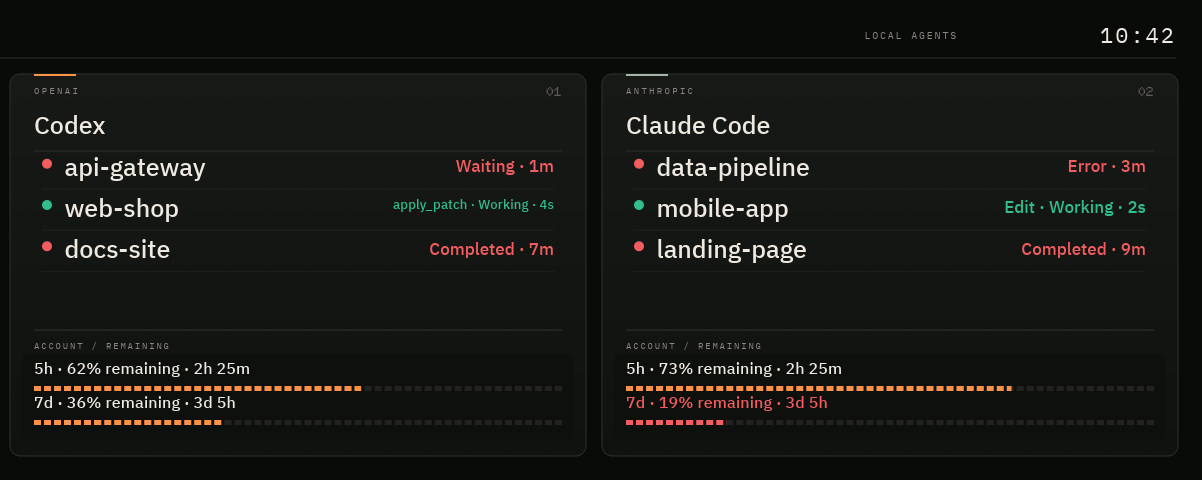 LOCAL AGENTS 10:42
OPENAI 01
Codex
api-gateway Waiting · 1m
web-shop apply_patch · Working · 4s
docs-site Completed · 7m
ACCOUNT / REMAINING
5h · 62% remaining · 2h 25m
7d · 36% remaining · 3d 5h
ANTHROPIC 02
Claude Code
data-pipeline Error · 3m
mobile-app Edit · Working · 2s
landing-page Completed · 9m
ACCOUNT / REMAINING
5h · 73% remaining · 2h 25m
7d · 19% remaining · 3d 5h